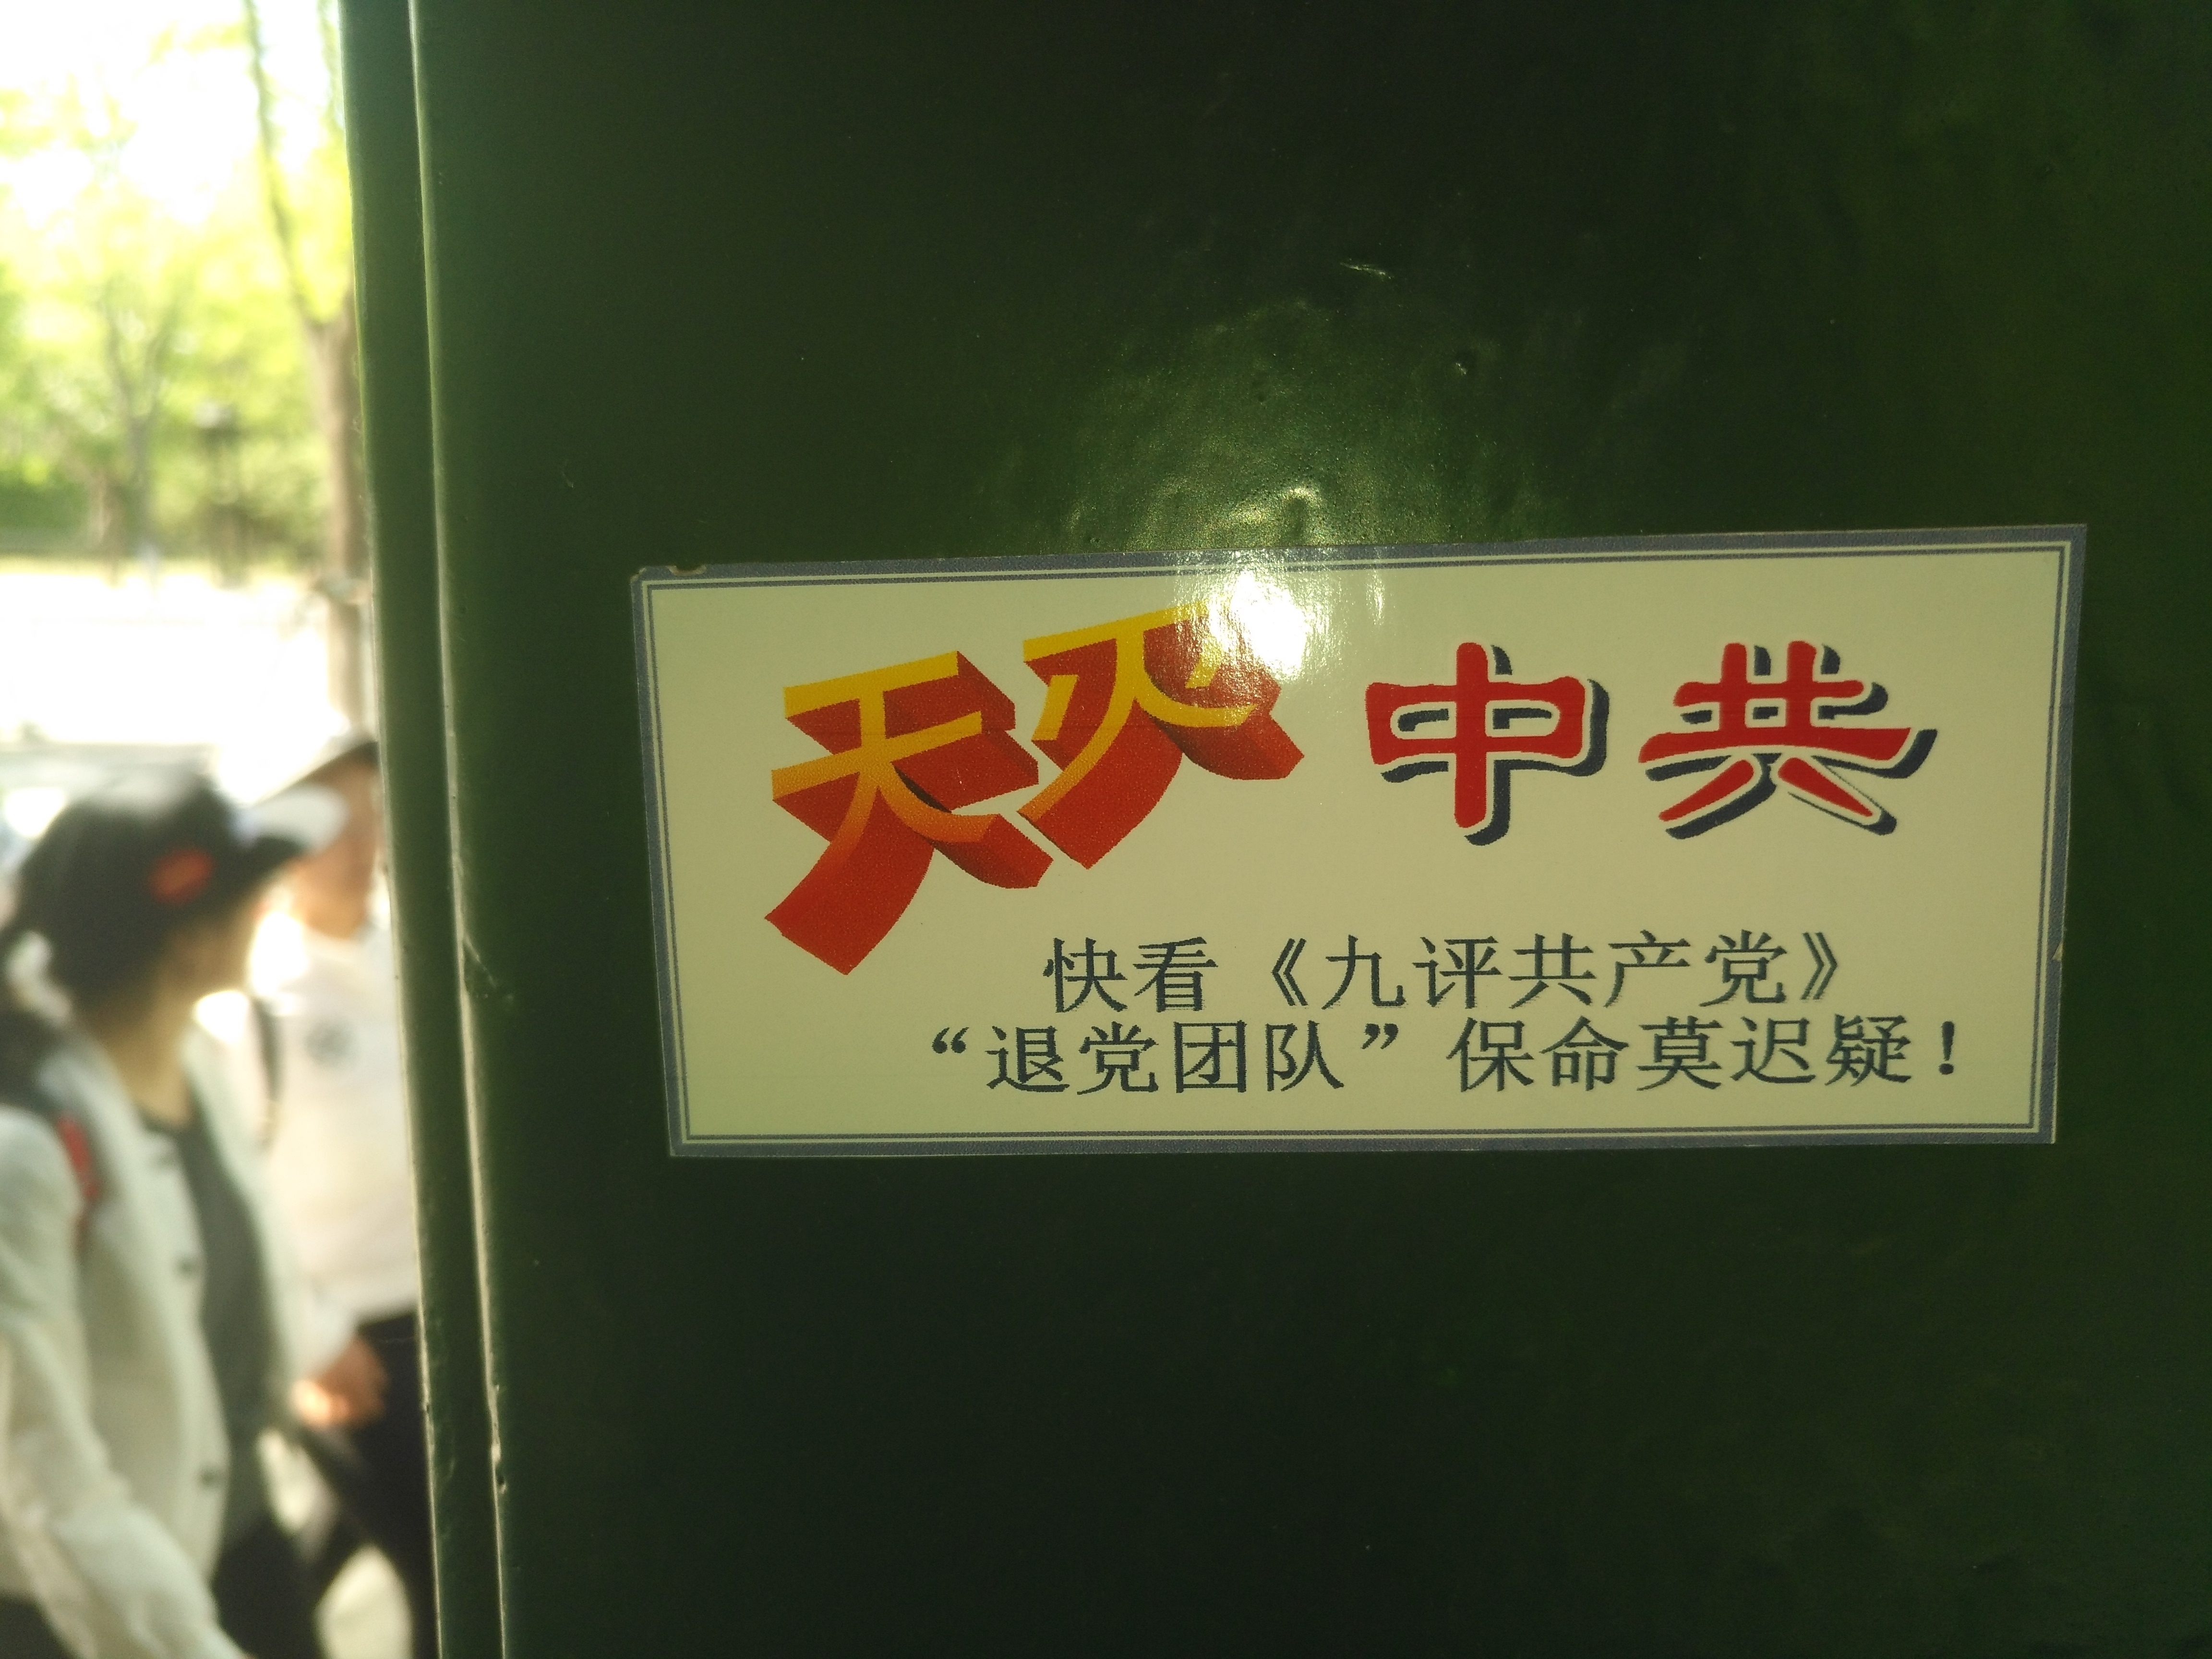 天灭中共
快看《九评共产党》
“退党团队”保命莫迟疑！